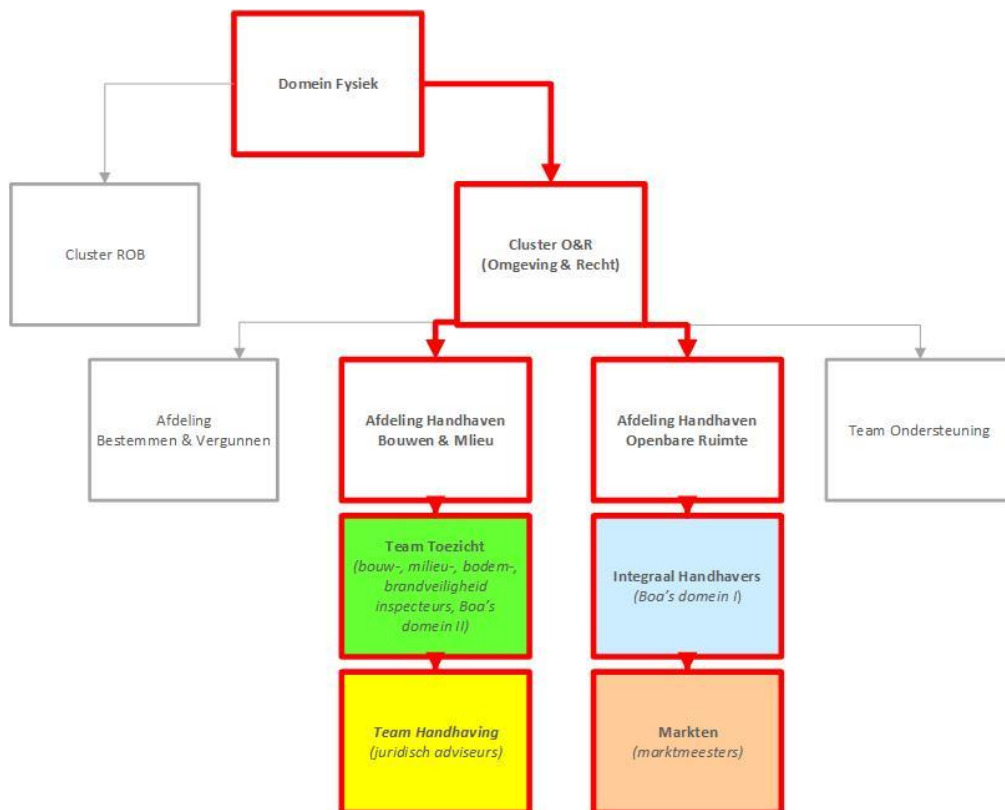 Domein Fysiek
Cluster ROB
Cluster O&R
(Omgeving & Recht)
Afdeling
Bestemmen & Vergunnen
Afdeling Handhaven
Bouwen & Mlieu
Afdeling Handhaven
Openbare Ruimte
Team Ondersteuning
Team Toezicht
(bouw-, milieu-, bodem-,
brandveiligheid
inspecteurs, Boa's
domein II)
Integraal Handhavers
(Boa's domein I)
Team Handhaving
(juridisch adviseurs)
Markten
(marktmeesters)